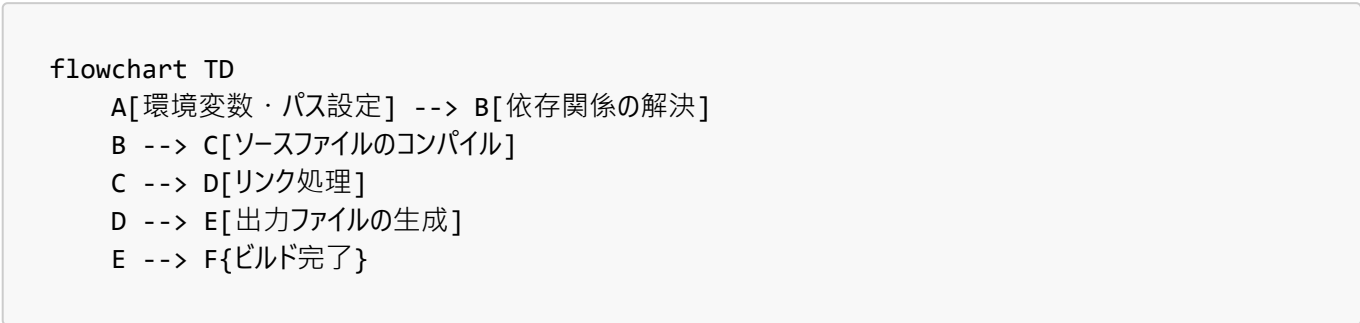 flowchart TD
    A[環境変数・パス設定] --> B[依存関係の解決]
    B --> C[ソースファイルのコンパイル]
    C --> D[リンク処理]
    D --> E[出力ファイルの生成]
    E --> F{ビルド完了}